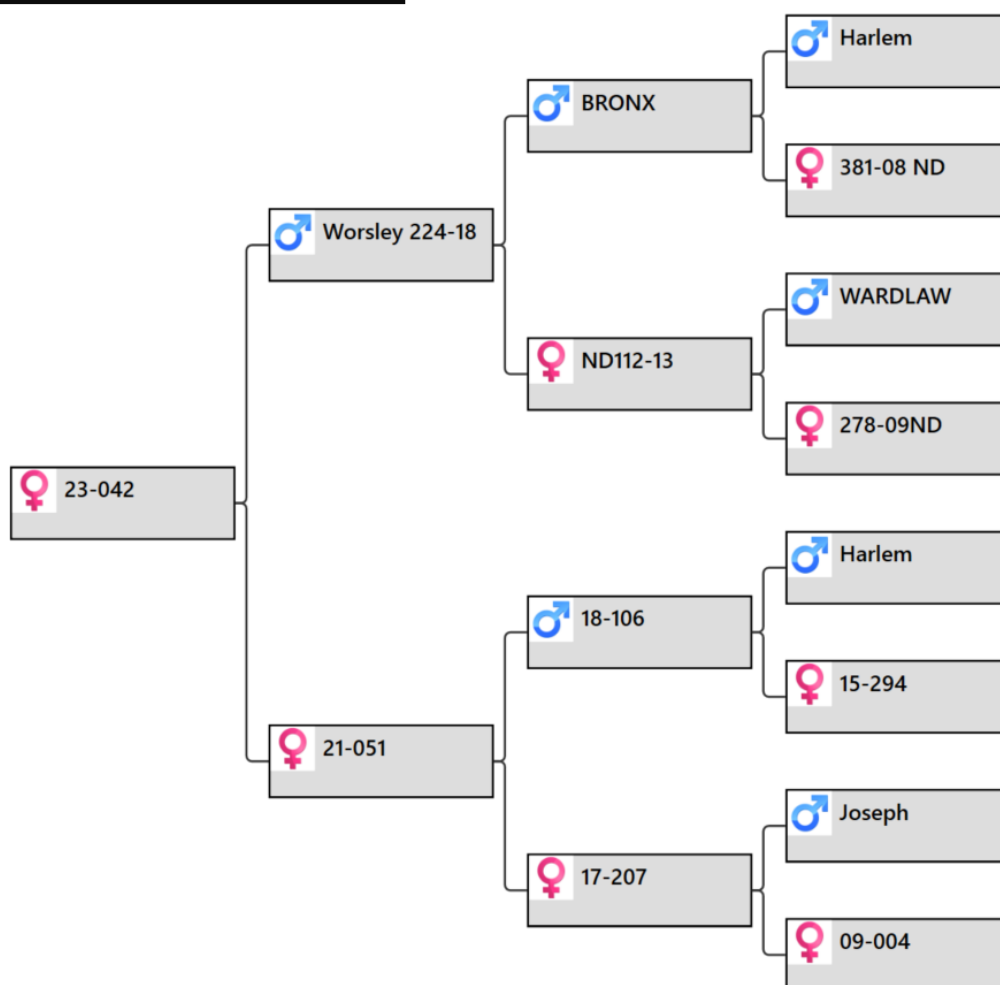 Harlem
BRONX
381-08 ND
Worsley 224-18
WARDLAW
ND112-13
278-09ND
23-042
Harlem
18-106
15-294
21-051
Joseph
17-207
09-004